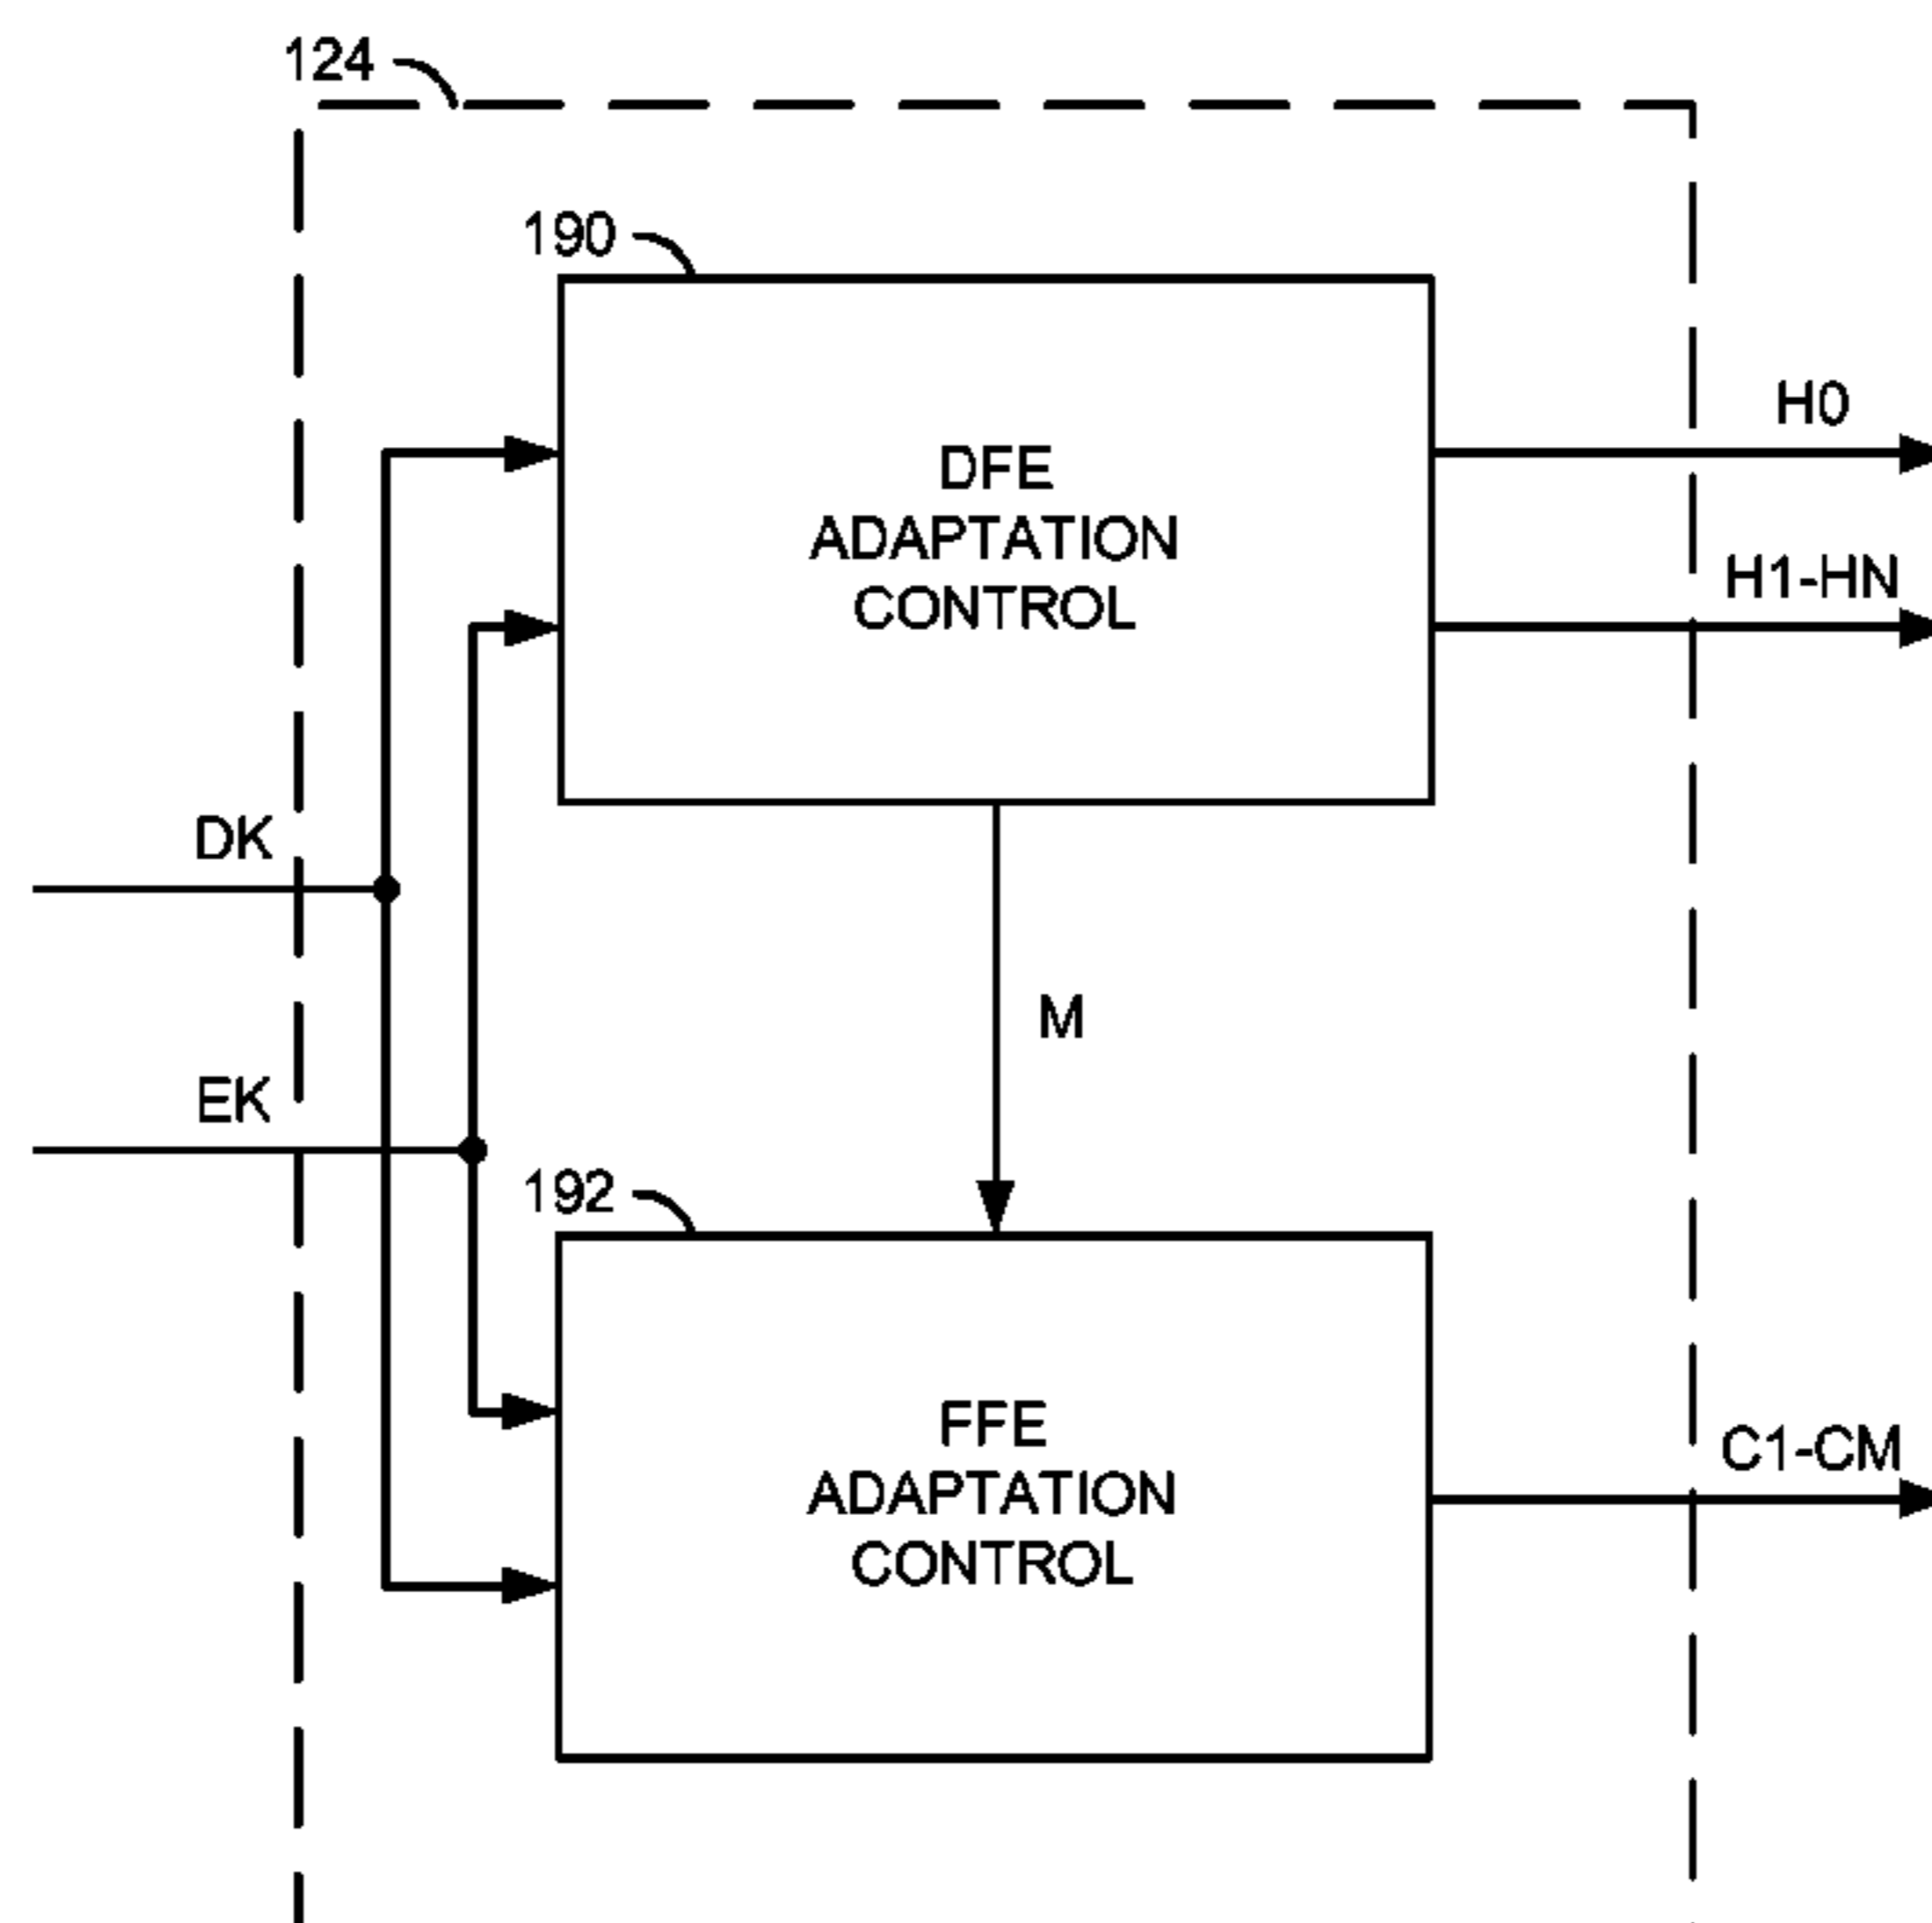 124
190
H0
DFE
ADAPTATION
CONTROL
H1-HN
DK
M
EK
192
FFE
ADAPTATION
CONTROL
C1-CM